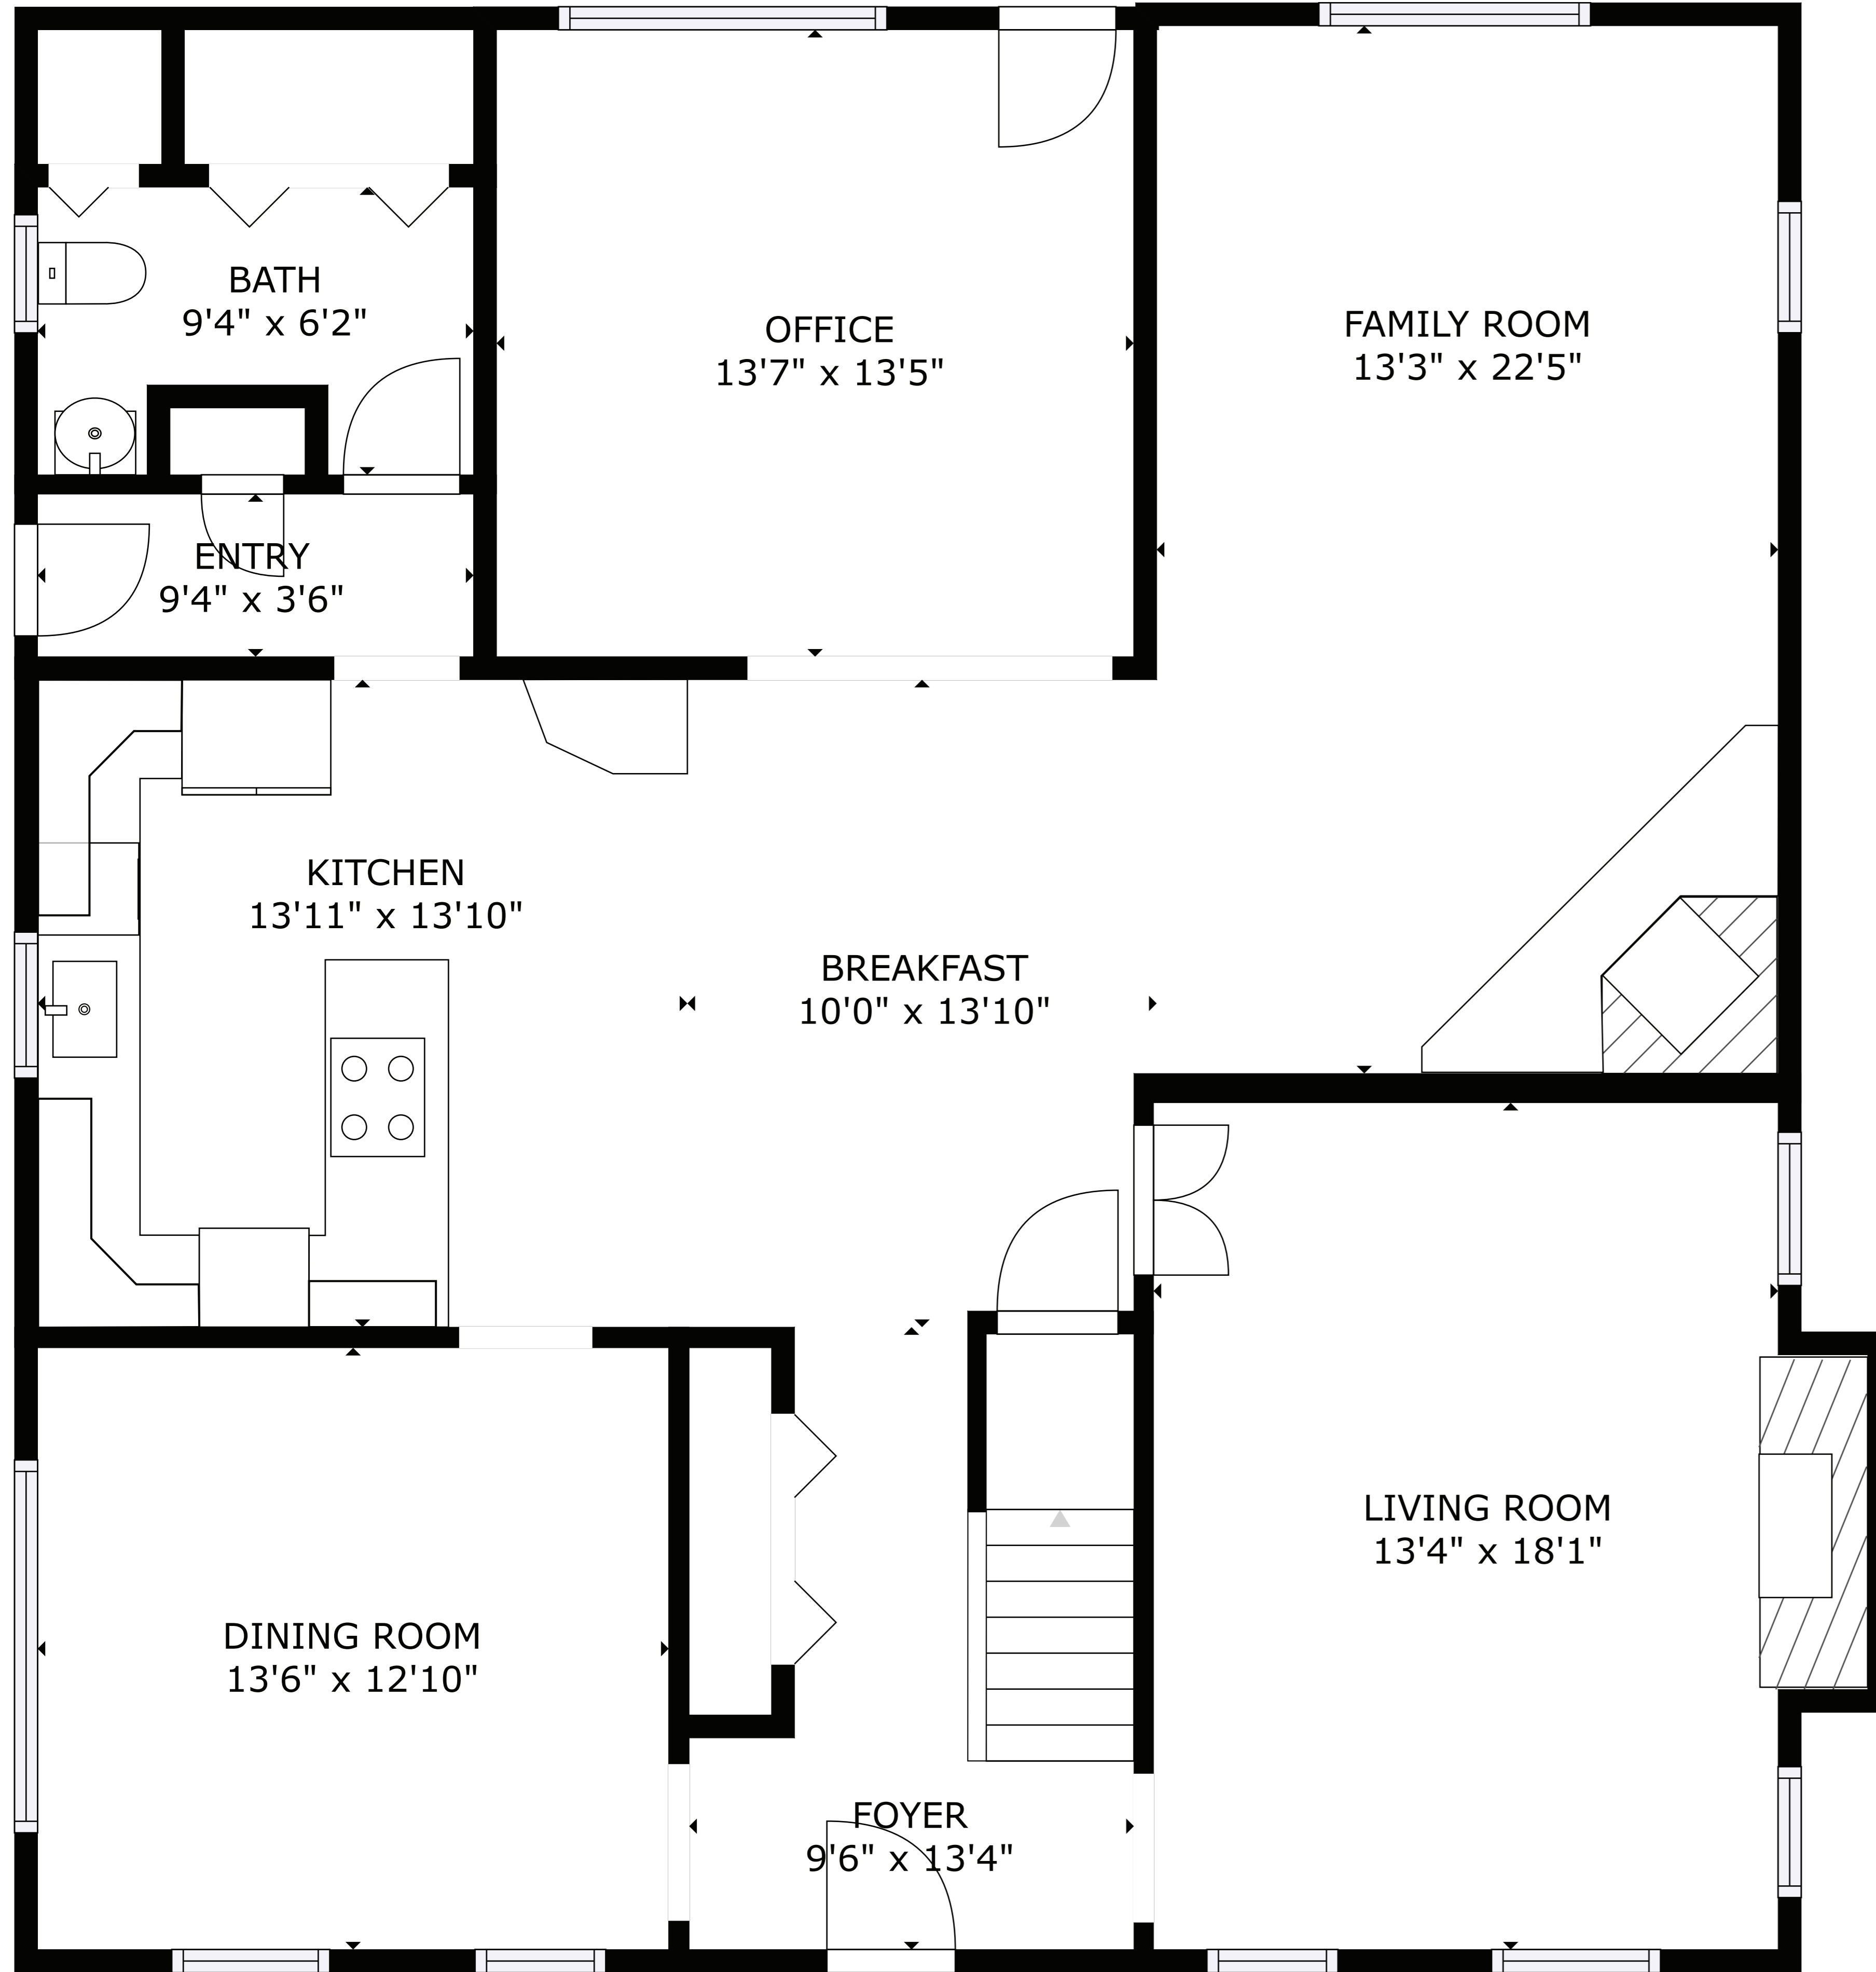 BATH
9'4" x 6'2"
OFFICE
13'7" x 13'5"
FAMILY ROOM
13'3" x 22'5"
ENTRY
9'4" x 3'6"
KITCHEN
13'11" x 13'10"
BREAKFAST
10'0" x 13'10"
LIVING ROOM
13'4" x 18'1"
DINING ROOM
13'6" x 12'10"
FOYER
9'6" x 13'4"